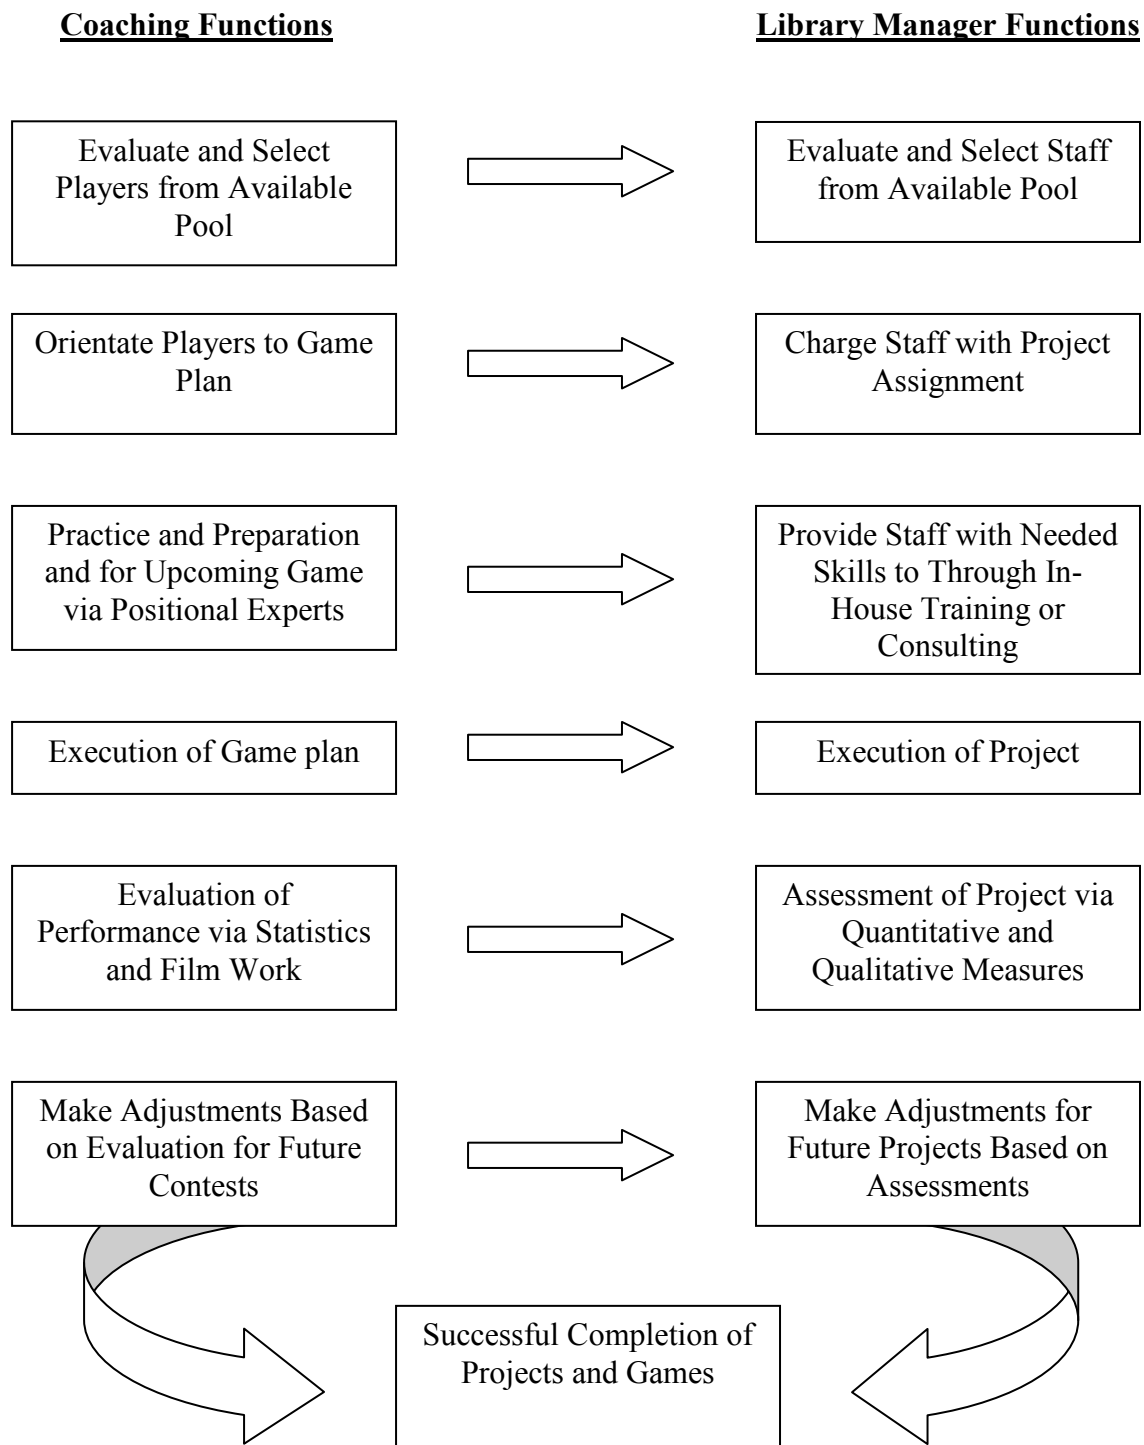 Coaching Functions
Library Manager Functions
Evaluate and Select
Players from Available
Pool
Evaluate and Select Staff
from Available Pool
Orientate Players to Game
Plan
Charge Staff with Project
Assignment
Practice and Preparation
and for Upcoming Game
via Positional Experts
Provide Staff with Needed
Skills to Through In-
House Training or
Consulting
Execution of Game plan
Execution of Project
Evaluation of
Performance via Statistics
and Film Work
Assessment of Project via
Quantitative and
Qualitative Measures
Make Adjustments Based
on Evaluation for Future
Contests
Make Adjustments for
Future Projects Based on
Assessments
Successful Completion of
Projects and Games